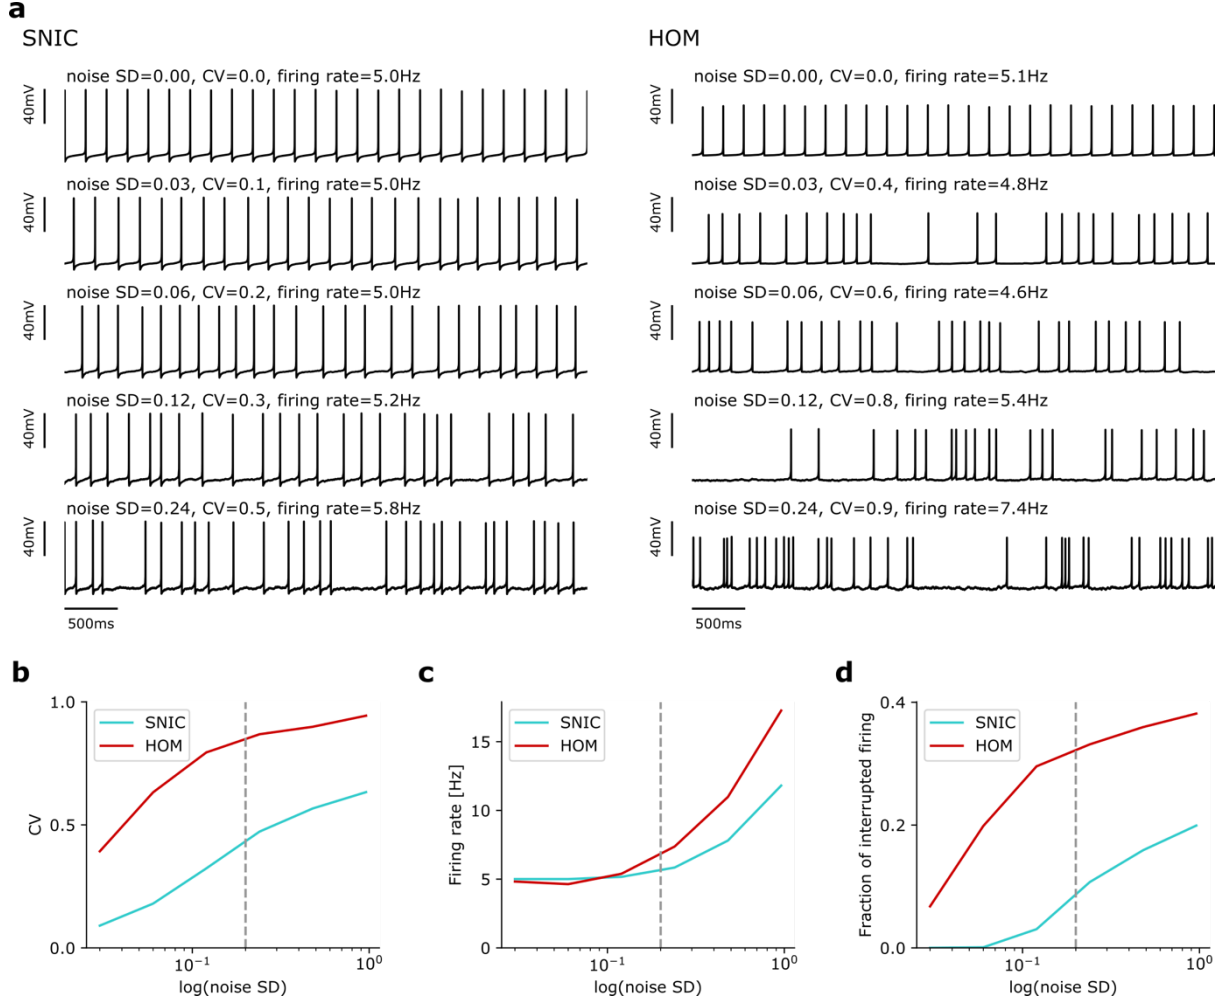 a
SNIC
HOM
noise SD=0.00, CV=0.0, firing rate=5.0Hz
40mV
noise SD=0.03, CV=0.1, firing rate=5.0Hz
40mV
noise SD=0.06, CV=0.2, firing rate=5.0Hz
40mV
noise SD=0.12, CV=0.3, firing rate=5.2Hz
40mV
noise SD=0.24, CV=0.5, firing rate=5.8Hz
40mV
500ms
noise SD=0.00, CV=0.0, firing rate=5.1Hz
40mV
noise SD=0.03, CV=0.4, firing rate=4.8Hz
40mV
noise SD=0.06, CV=0.6, firing rate=4.6Hz
40mV
noise SD=0.12, CV=0.8, firing rate=5.4Hz
40mV
noise SD=0.24, CV=0.9, firing rate=7.4Hz
40mV
500ms
b
1.0
0.5
0.0
CV
SNIC
HOM
10⁻¹
10⁰
log(noise SD)
c
15
10
5
0
Firing rate [Hz]
SNIC
HOM
10⁻¹
10⁰
log(noise SD)
d
0.4
0.2
0.0
Fraction of interrupted firing
SNIC
HOM
10⁻¹
10⁰
log(noise SD)